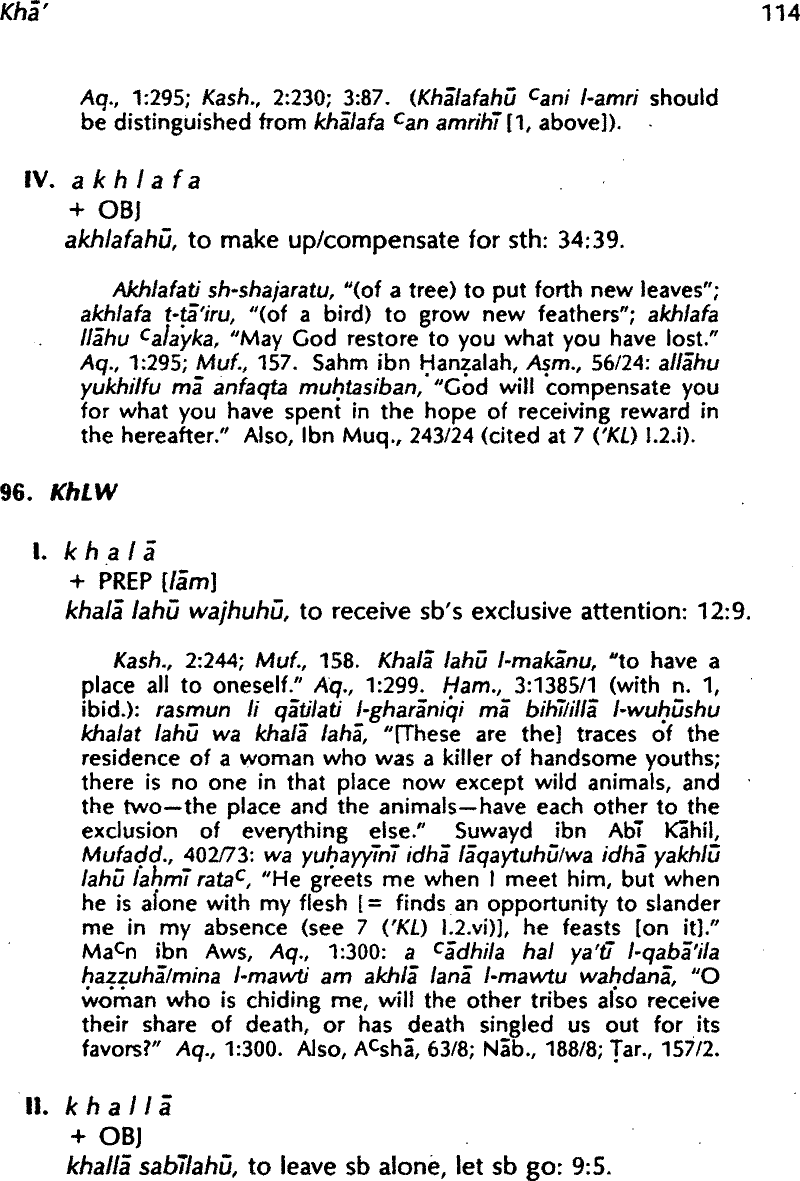 Khā'
114
Aq., 1:295; Kash., 2:230; 3:87. (Khālafahū ᶜani l-amri should
be distinguished from khālafa ᶜan amrihī [1, above]).
IV. a k h l a f a
+ OBJ
akhlafahū, to make up/compensate for sth: 34:39.
Akhlafati sh-shajaratu, "(of a tree) to put forth new leaves";
akhlafa ṭ-ṭā'iru, "(of a bird) to grow new feathers"; akhlafa
llāhu ᶜalayka, "May God restore to you what you have lost."
Aq., 1:295; Muf., 157. Sahm ibn Ḥanẓalah, Aṣm., 56/24: allāhu
yukhilfu mā anfaqta muḥtasiban, "God will compensate you
for what you have spent in the hope of receiving reward in
the hereafter." Also, Ibn Muq., 243/24 (cited at 7 ('KL) I.2.i).
96. KhLW
I. k h a l ā
+ PREP [lām]
khalā lahū wajhuhū, to receive sb's exclusive attention: 12:9.
Kash., 2:244; Muf., 158. Khalā lahū l-makānu, "to have a
place all to oneself." Aq., 1:299. Ḥam., 3:1385/1 (with n. 1,
ibid.): rasmun li qātilati l-gharāniqi mā bihī/illā l-wuḥūshu
khalat lahū wa khalā lahā, "[These are the] traces of the
residence of a woman who was a killer of handsome youths;
there is no one in that place now except wild animals, and
the two—the place and the animals—have each other to the
exclusion of everything else." Suwayd ibn Abī Kāhil,
Mufaḍḍ., 402/73: wa yuḥayyīnī idhā lāqaytuhū/wa idhā yakhlū
lahū laḥmī rataᶜ, "He greets me when I meet him, but when
he is alone with my flesh [= finds an opportunity to slander
me in my absence (see 7 ('KL) I.2.vi)], he feasts [on it]."
Maᶜn ibn Aws, Aq., 1:300: a ᶜādhila hal ya'tī l-qabā'ila
ḥaẓẓuhā/mina l-mawti am akhlā lanā l-mawtu waḥdanā, "O
woman who is chiding me, will the other tribes also receive
their share of death, or has death singled us out for its
favors?" Aq., 1:300. Also, Aᶜshā, 63/8; Nāb., 188/8; Ṭar., 157/2.
II. k h a l l ā
+ OBJ
khallā sabīlahū, to leave sb alone, let sb go: 9:5.